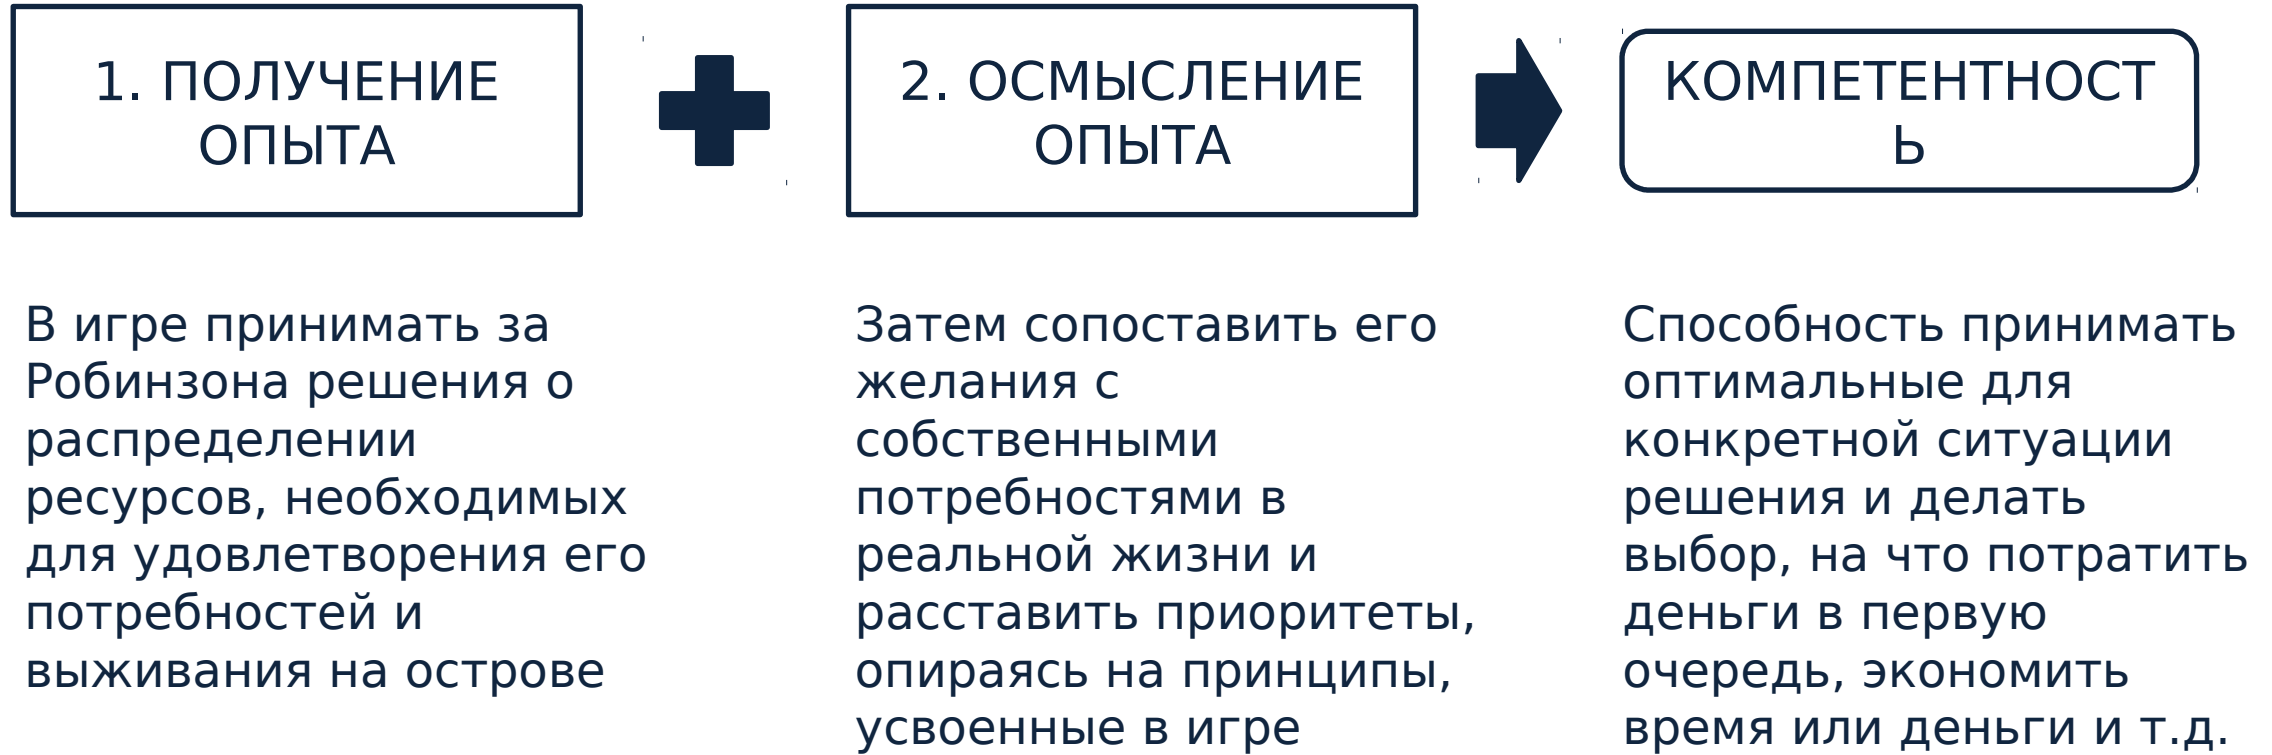 1. ПОЛУЧЕНИЕ
ОПЫТА
2. ОСМЫСЛЕНИЕ
ОПЫТА
КОМПЕТЕНТНОСТ
Ь
В игре принимать за
Робинзона решения о
распределении
ресурсов, необходимых
для удовлетворения его
потребностей и
выживания на острове
Затем сопоставить его
желания с
собственными
потребностями в
реальной жизни и
расставить приоритеты,
опираясь на принципы,
усвоенные в игре
Способность принимать
оптимальные для
конкретной ситуации
решения и делать
выбор, на что потратить
деньги в первую
очередь, экономить
время или деньги и т.д.